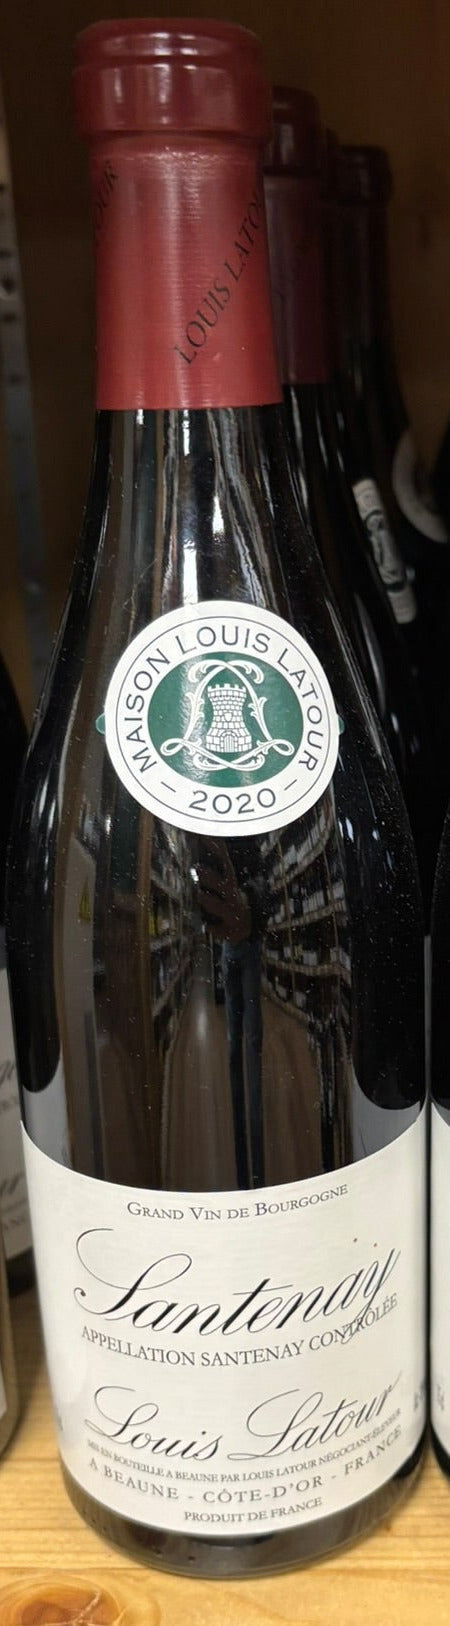 LOUIS LATOU
MAISON LOUIS LATOUR
- 2020 -
GRAND VIN DE BOURGOGNE
Santenay
APPELLATION SANTENAY CONTRÔLÉE
Louis Latour
MIS EN BOUTEILLE A BEAUNE PAR LOUIS LATOUR NÉGOCIANT-ÉLEVEUR
A BEAUNE - CÔTE-D'OR - FRANCE
PRODUIT DE FRANCE